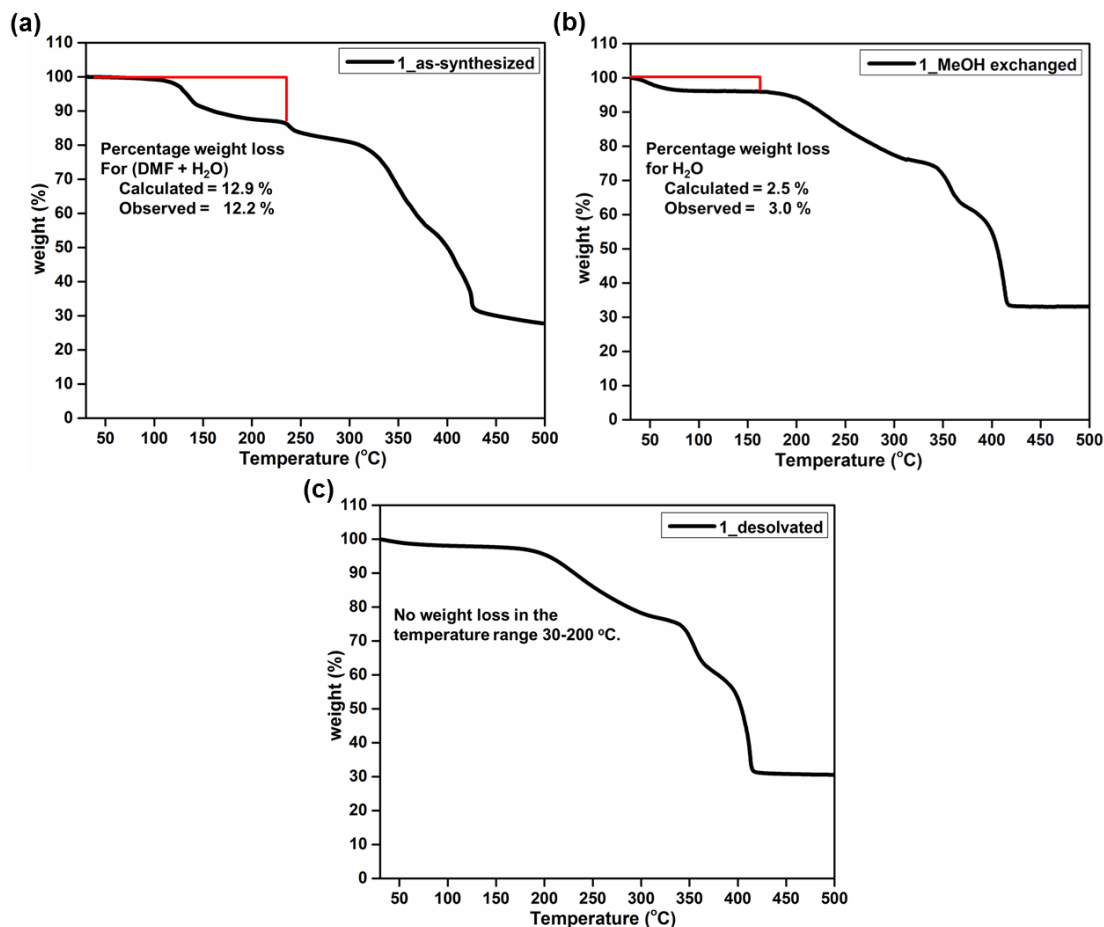 (a)
1_as-synthesized
Percentage weight loss
For (DMF + H₂O)
Calculated = 12.9 %
Observed = 12.2 %
weight (%)
110
100
90
80
70
60
50
40
30
20
10
0
50 100 150 200 250 300 350 400 450 500
Temperature (°C)
(b)
1_MeOH exchanged
Percentage weight loss
for H₂O
Calculated = 2.5 %
Observed = 3.0 %
weight (%)
110
100
90
80
70
60
50
40
30
20
10
0
50 100 150 200 250 300 350 400 450 500
Temperature (°C)
(c)
1_desolvated
No weight loss in the
temperature range 30-200 °C.
weight (%)
110
100
90
80
70
60
50
40
30
20
10
0
50 100 150 200 250 300 350 400 450 500
Temperature (°C)